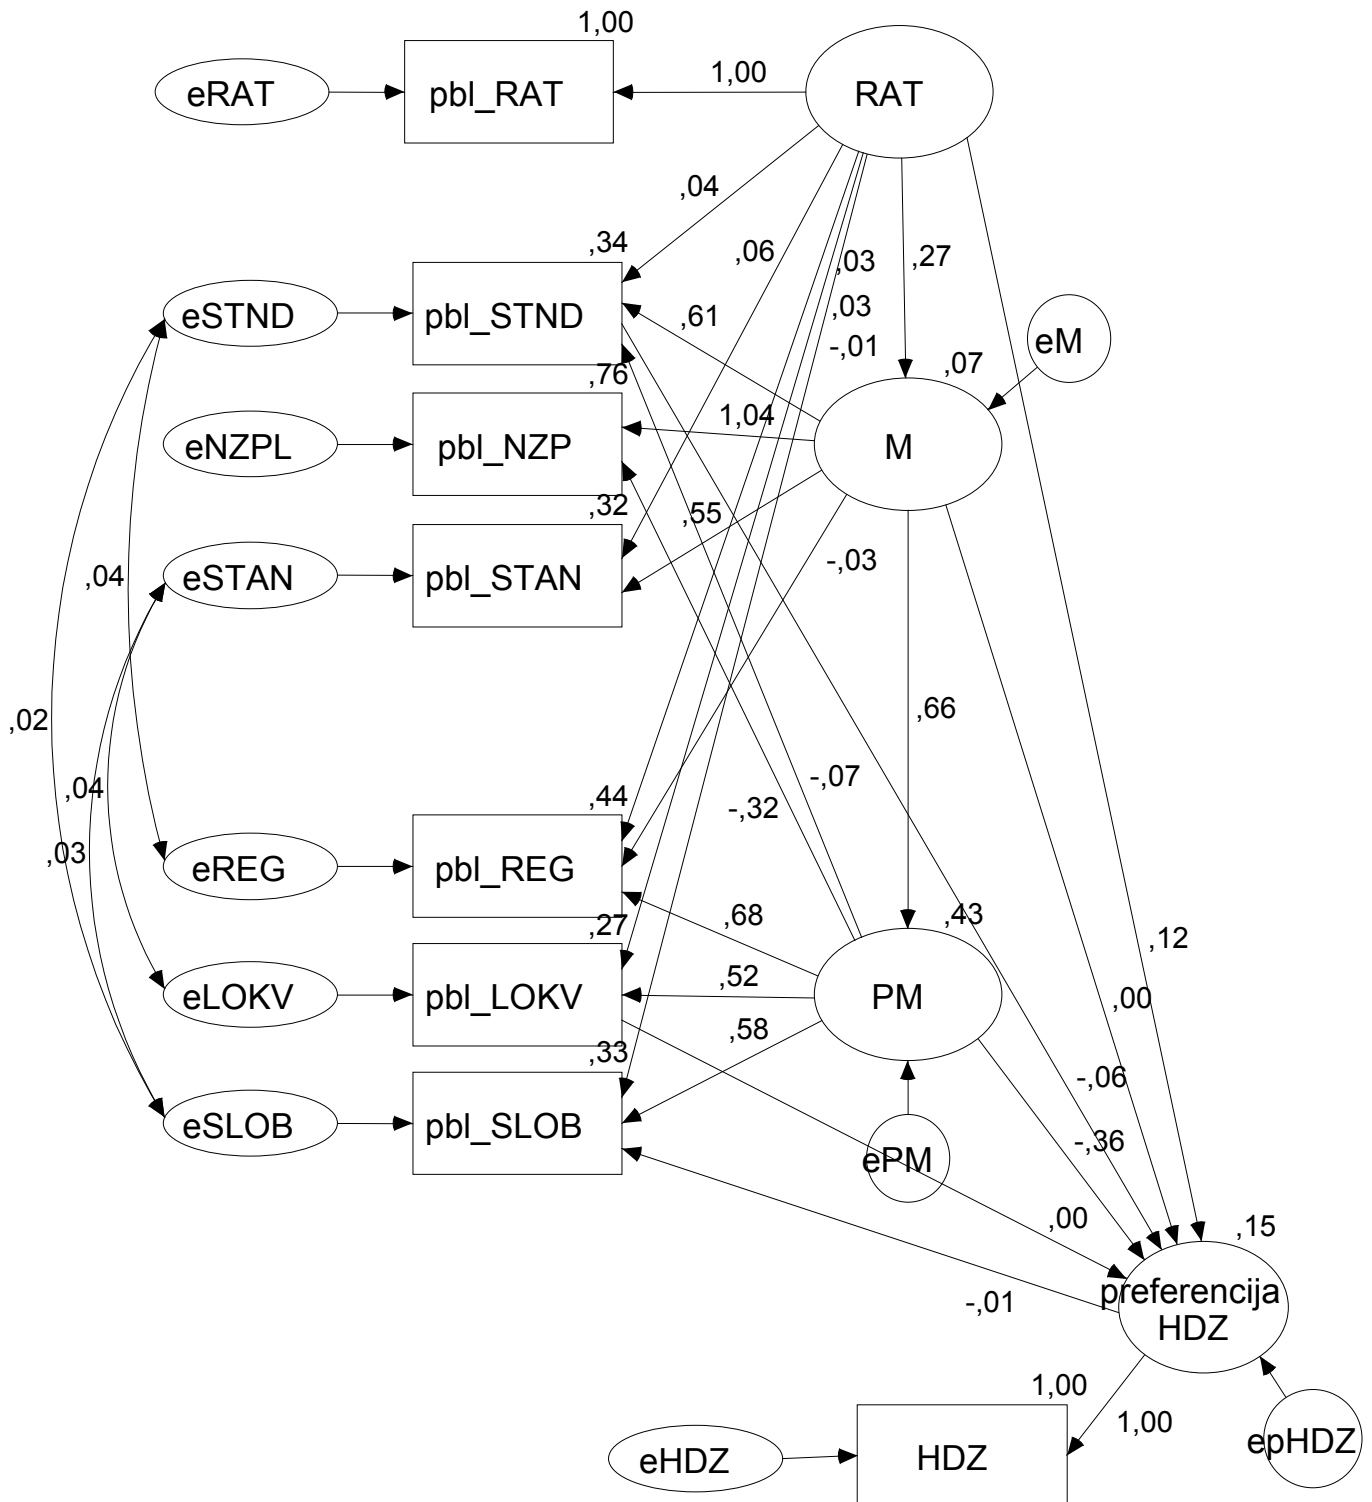 1,00
eRAT
pbl_RAT
1,00
RAT
,04
,34
,06
,03
,27
,03
-,01
eSTND
pbl_STND
,61
eM
,07
,76
1,04
eNZPL
pbl_NZP
M
,32
,55
-,03
,04
eSTAN
pbl_STAN
,66
,02
-,07
,04
,44
-,32
,03
eREG
pbl_REG
,68
,43
,27
,12
,52
eLOKV
pbl_LOKV
PM
,00
,58
,33
-,06
eSLOB
pbl_SLOB
-,36
ePM
,00
,15
preferencija
HDZ
-,01
1,00
1,00
eHDZ
HDZ
epHDZ